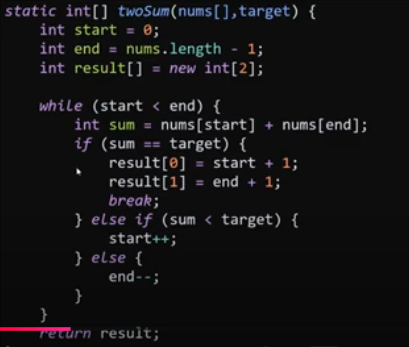 static int[] twoSum(nums[],target) {
int start = 0;
int end = nums.length - 1;
int result[] = new int[2];
while (start < end) {
int sum = nums[start] + nums[end];
if (sum == target) {
result[0] = start + 1;
result[1] = end + 1;
break;
} else if (sum < target) {
start++;
} else {
end--;
}
}
return result;